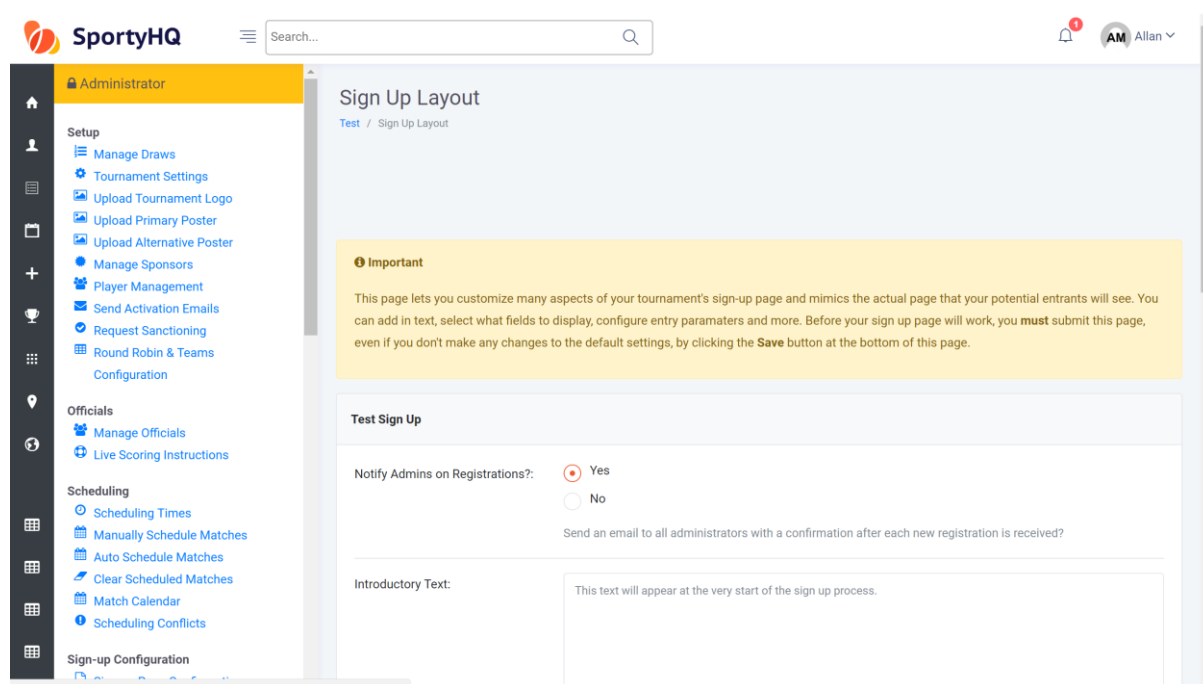 SportyHQ
Search...
1
AM Allan
Administrator
Setup
Manage Draws
Tournament Settings
Upload Tournament Logo
Upload Primary Poster
Upload Alternative Poster
Manage Sponsors
Player Management
Send Activation Emails
Request Sanctioning
Round Robin & Teams
Configuration
Officials
Manage Officials
Live Scoring Instructions
Scheduling
Scheduling Times
Manually Schedule Matches
Auto Schedule Matches
Clear Scheduled Matches
Match Calendar
Scheduling Conflicts
Sign-up Configuration
Sign Up Layout
Test / Sign Up Layout
Important
This page lets you customize many aspects of your tournament's sign-up page and mimics the actual page that your potential entrants will see. You
can add in text, select what fields to display, configure entry paramaters and more. Before your sign up page will work, you must submit this page,
even if you don't make any changes to the default settings, by clicking the Save button at the bottom of this page.
Test Sign Up
Notify Admins on Registrations?:
Yes
No
Send an email to all administrators with a confirmation after each new registration is received?
Introductory Text:
This text will appear at the very start of the sign up process.